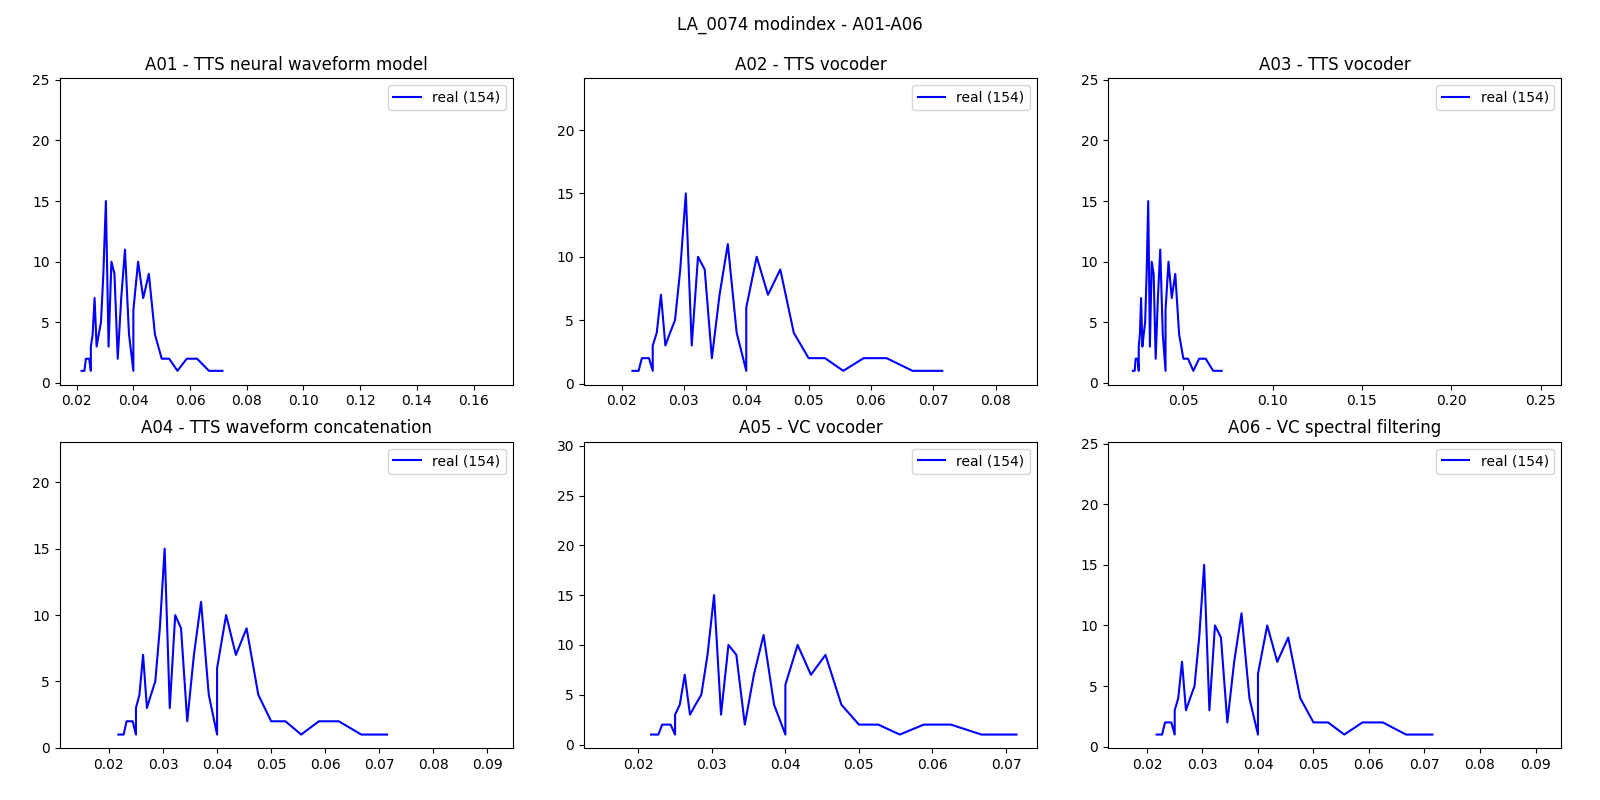 LA_0074 modindex - A01-A06
A01 - TTS neural waveform model
25
20
15
10
5
0
0.02 0.04 0.06 0.08 0.10 0.12 0.14 0.16
real (154)
A02 - TTS vocoder
20
15
10
5
0
0.02 0.03 0.04 0.05 0.06 0.07 0.08
real (154)
A03 - TTS vocoder
25
20
15
10
5
0
0.05 0.10 0.15 0.20 0.25
real (154)
A04 - TTS waveform concatenation
20
15
10
5
0
0.02 0.03 0.04 0.05 0.06 0.07 0.08 0.09
real (154)
A05 - VC vocoder
30
25
20
15
10
5
0
0.02 0.03 0.04 0.05 0.06 0.07
real (154)
A06 - VC spectral filtering
25
20
15
10
5
0
0.02 0.03 0.04 0.05 0.06 0.07 0.08 0.09
real (154)